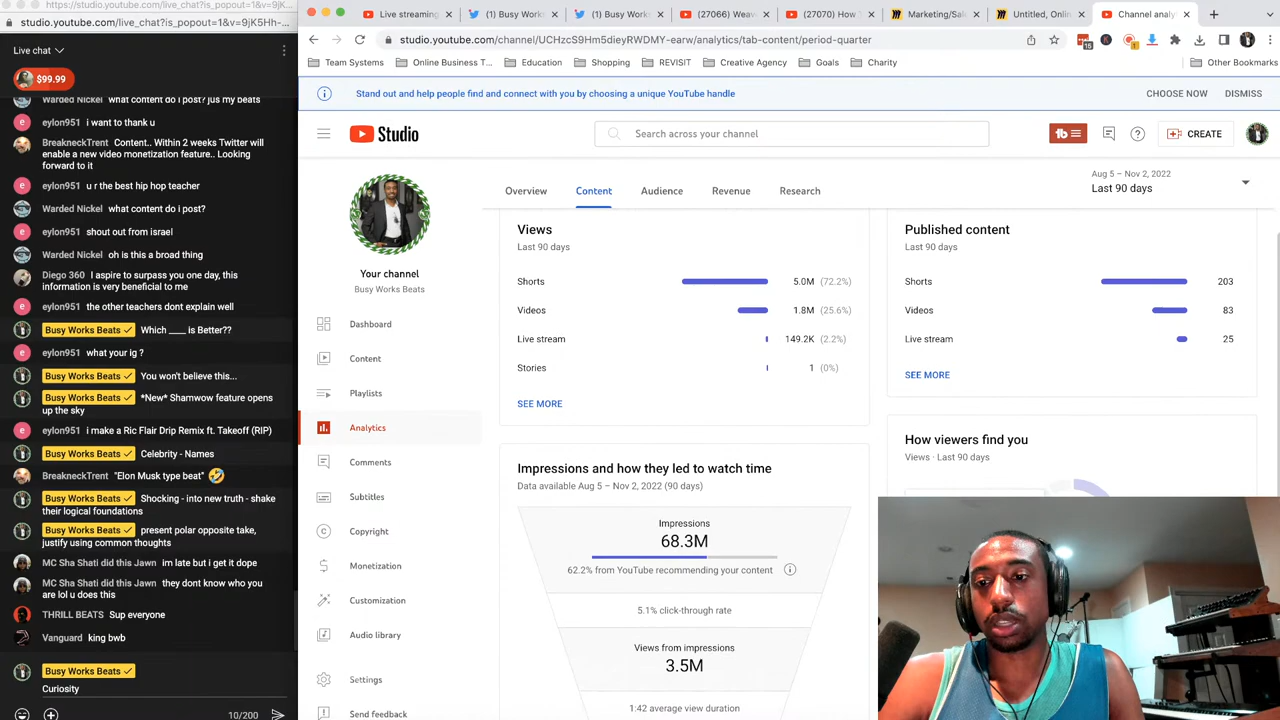 https://studio.youtube.com/live_chat?is_popout=1&v=9jK5Hh-
studio.youtube.com/live_chat?is_popout=1&v=9jK5Hh-...
Live chat
$99.99
Warded Nickel what content do i post? jus my beats
eylon951 i want to thank u
BreakneckTrent Content.. Within 2 weeks Twitter will
enable a new video monetization feature.. Looking
forward to it
eylon951 u r the best hip hop teacher
Warded Nickel what content do i post?
eylon951 shout out from israel
Warded Nickel oh is this a broad thing
Diego 360 I aspire to surpass you one day, this
information is very beneficial to me
eylon951 the other teachers dont explain well
Busy Works Beats Which ____ is Better??
eylon951 what your ig ?
Busy Works Beats You won't believe this...
Busy Works Beats *New* Shamwow feature opens
up the sky
eylon951 i make a Ric Flair Drip Remix ft. Takeoff (RIP)
Busy Works Beats Celebrity - Names
BreakneckTrent "Elon Musk type beat" 🤣
Busy Works Beats Shocking - into new truth - shake
their logical foundations
Busy Works Beats present polar opposite take,
justify using common thoughts
MC Sha Shati did this Jawn im late but i get it dope
MC Sha Shati did this Jawn they dont know who you
are lol u does this
THRILL BEATS Sup everyone
Vanguard king bwb
Busy Works Beats
Curiosity
10/200
Live streaming
(1) Busy Work
(1) Busy Work
(2066) Weav
(270) How
Marketing/S
Untitled, Onli
Channel analy
studio.youtube.com/channel/UCHzcS9Hm5dieyRWDMY-earw/analytics/tab-content/period-quarter
15
1
Team Systems
Online Business T...
Education
Shopping
REVISIT
Creative Agency
Goals
Charity
Other Bookmarks
Stand out and help people find and connect with you by choosing a unique YouTube handle
CHOOSE NOW
DISMISS
Studio
Search across your channel
tb
CREATE
Your channel
Busy Works Beats
Dashboard
Content
Playlists
Analytics
Comments
Subtitles
Copyright
Monetization
Customization
Audio library
Settings
Send feedback
Overview
Content
Audience
Revenue
Research
Aug 5 – Nov 2, 2022
Last 90 days
Views
Last 90 days
Shorts 5.0M (72.2%)
Videos 1.8M (25.6%)
Live stream 149.2K (2.2%)
Stories 1 (0%)
SEE MORE
Published content
Last 90 days
Shorts 203
Videos 83
Live stream 25
SEE MORE
Impressions and how they led to watch time
Data available Aug 5 – Nov 2, 2022 (90 days)
Impressions
68.3M
62.2% from YouTube recommending your content
5.1% click-through rate
Views from impressions
3.5M
1:42 average view duration
How viewers find you
Views · Last 90 days